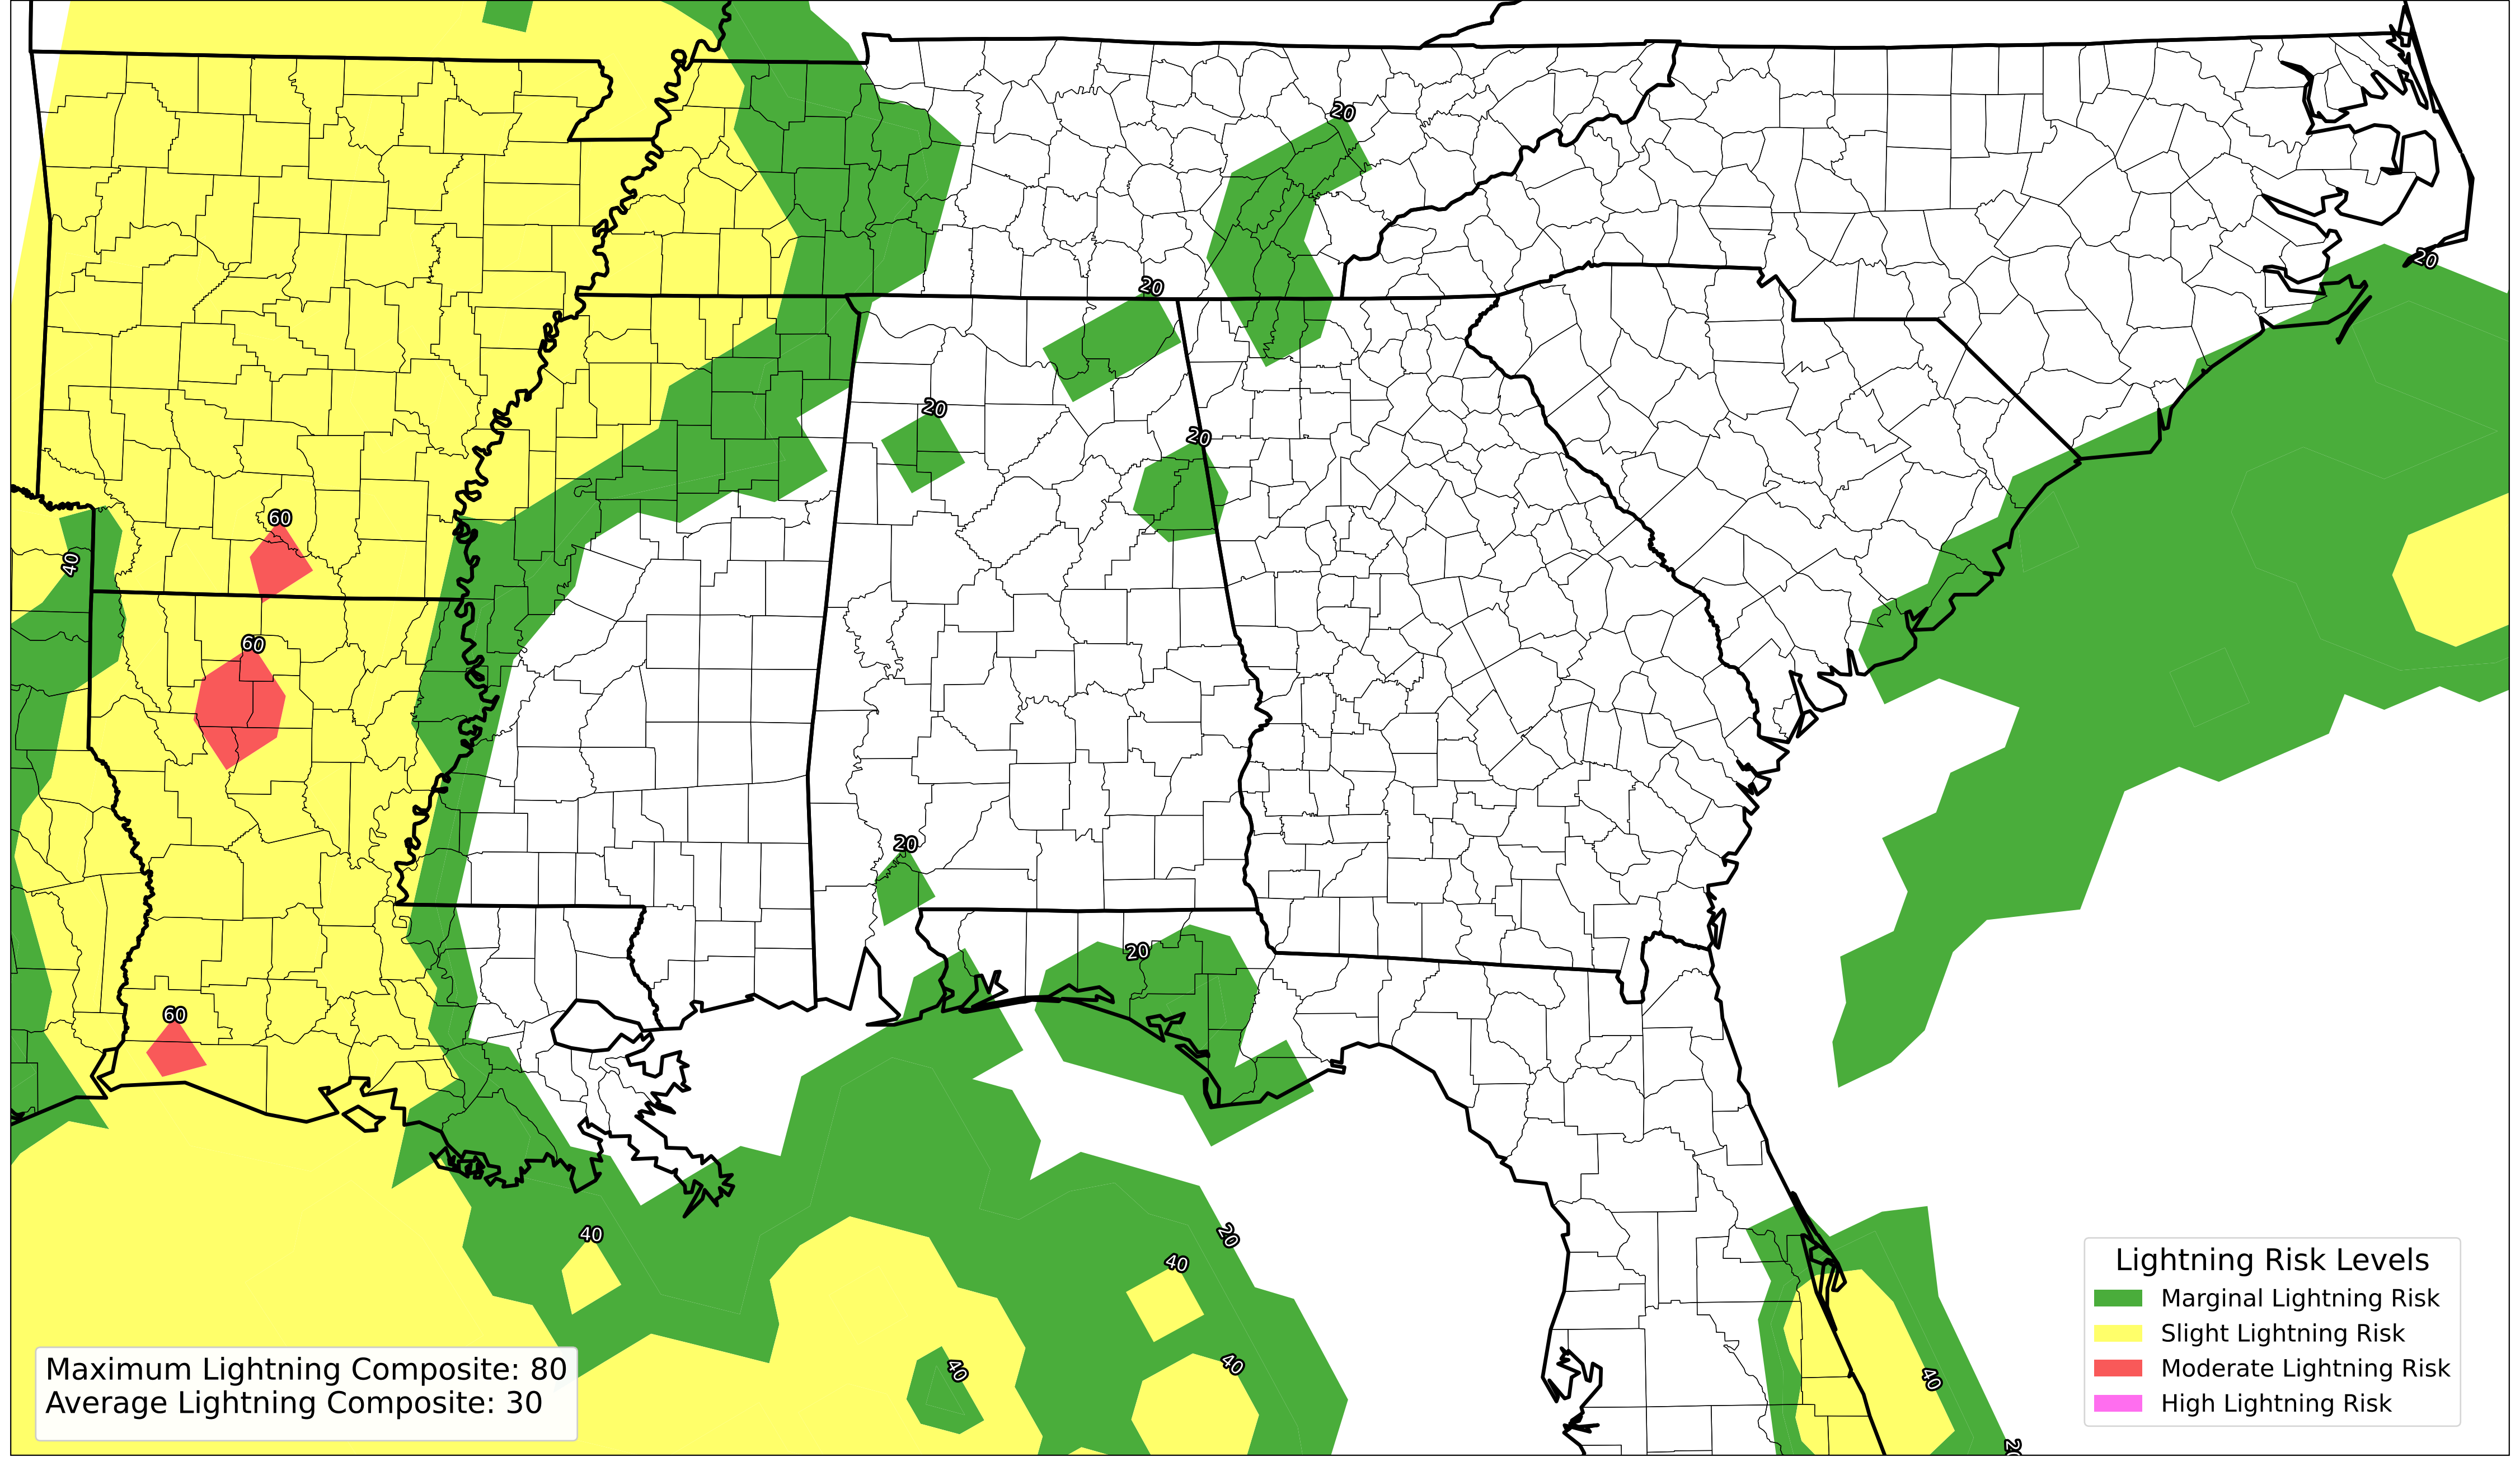 20
20
20
20
20
20
60
40
60
20
20
60
40
20
40
40
40
40
20
Lightning Risk Levels
Marginal Lightning Risk
Slight Lightning Risk
Moderate Lightning Risk
High Lightning Risk
Maximum Lightning Composite: 80
Average Lightning Composite: 30